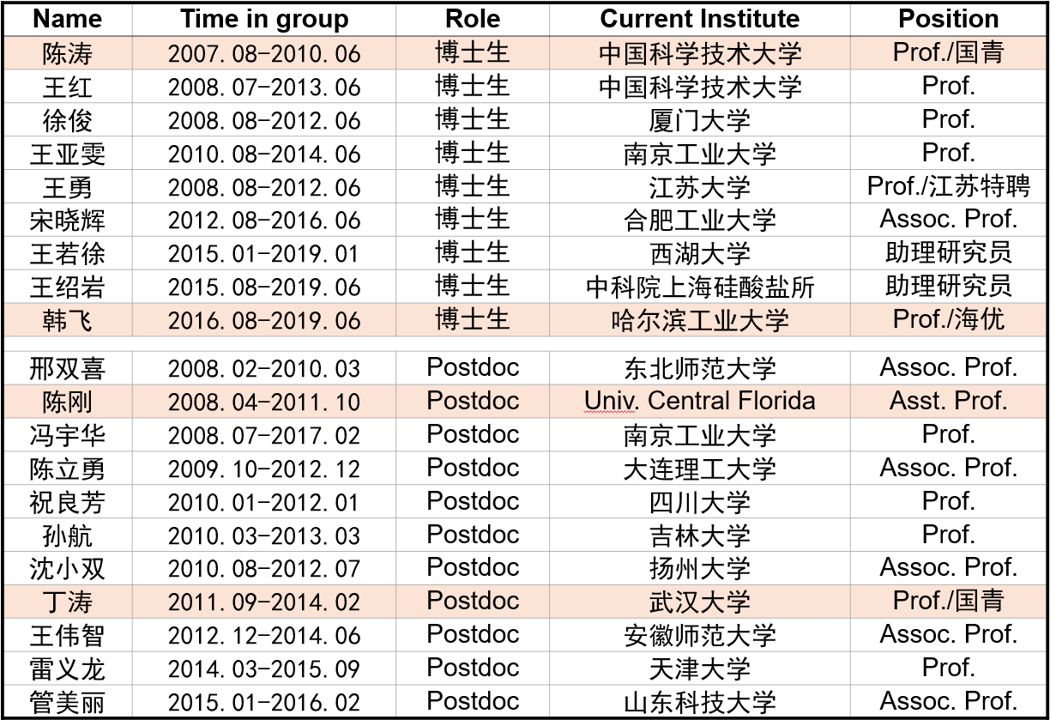 Name Time in group Role Current Institute Position
陈涛 2007.08-2010.06 博士生 中国科学技术大学 Prof./国青
王红 2008.07-2013.06 博士生 中国科学技术大学 Prof.
徐俊 2008.08-2012.06 博士生 厦门大学 Prof.
王亚雯 2010.08-2014.06 博士生 南京工业大学 Prof.
王勇 2008.08-2012.06 博士生 江苏大学 Prof./江苏特聘
宋晓辉 2012.08-2016.06 博士生 合肥工业大学 Assoc. Prof.
王若徐 2015.01-2019.01 博士生 西湖大学 助理研究员
王绍岩 2015.08-2019.06 博士生 中科院上海硅酸盐所 助理研究员
韩飞 2016.08-2019.06 博士生 哈尔滨工业大学 Prof./海优
邢双喜 2008.02-2010.03 Postdoc 东北师范大学 Assoc. Prof.
陈刚 2008.04-2011.10 Postdoc Univ. Central Florida Asst. Prof.
冯宇华 2008.07-2017.02 Postdoc 南京工业大学 Prof.
陈立勇 2009.10-2012.12 Postdoc 大连理工大学 Assoc. Prof.
祝良芳 2010.01-2012.01 Postdoc 四川大学 Prof.
孙航 2010.03-2013.03 Postdoc 吉林大学 Prof.
沈小双 2010.08-2012.07 Postdoc 扬州大学 Assoc. Prof.
丁涛 2011.09-2014.02 Postdoc 武汉大学 Prof./国青
王伟智 2012.12-2014.06 Postdoc 安徽师范大学 Assoc. Prof.
雷义龙 2014.03-2015.09 Postdoc 天津大学 Prof.
管美丽 2015.01-2016.02 Postdoc 山东科技大学 Assoc. Prof.